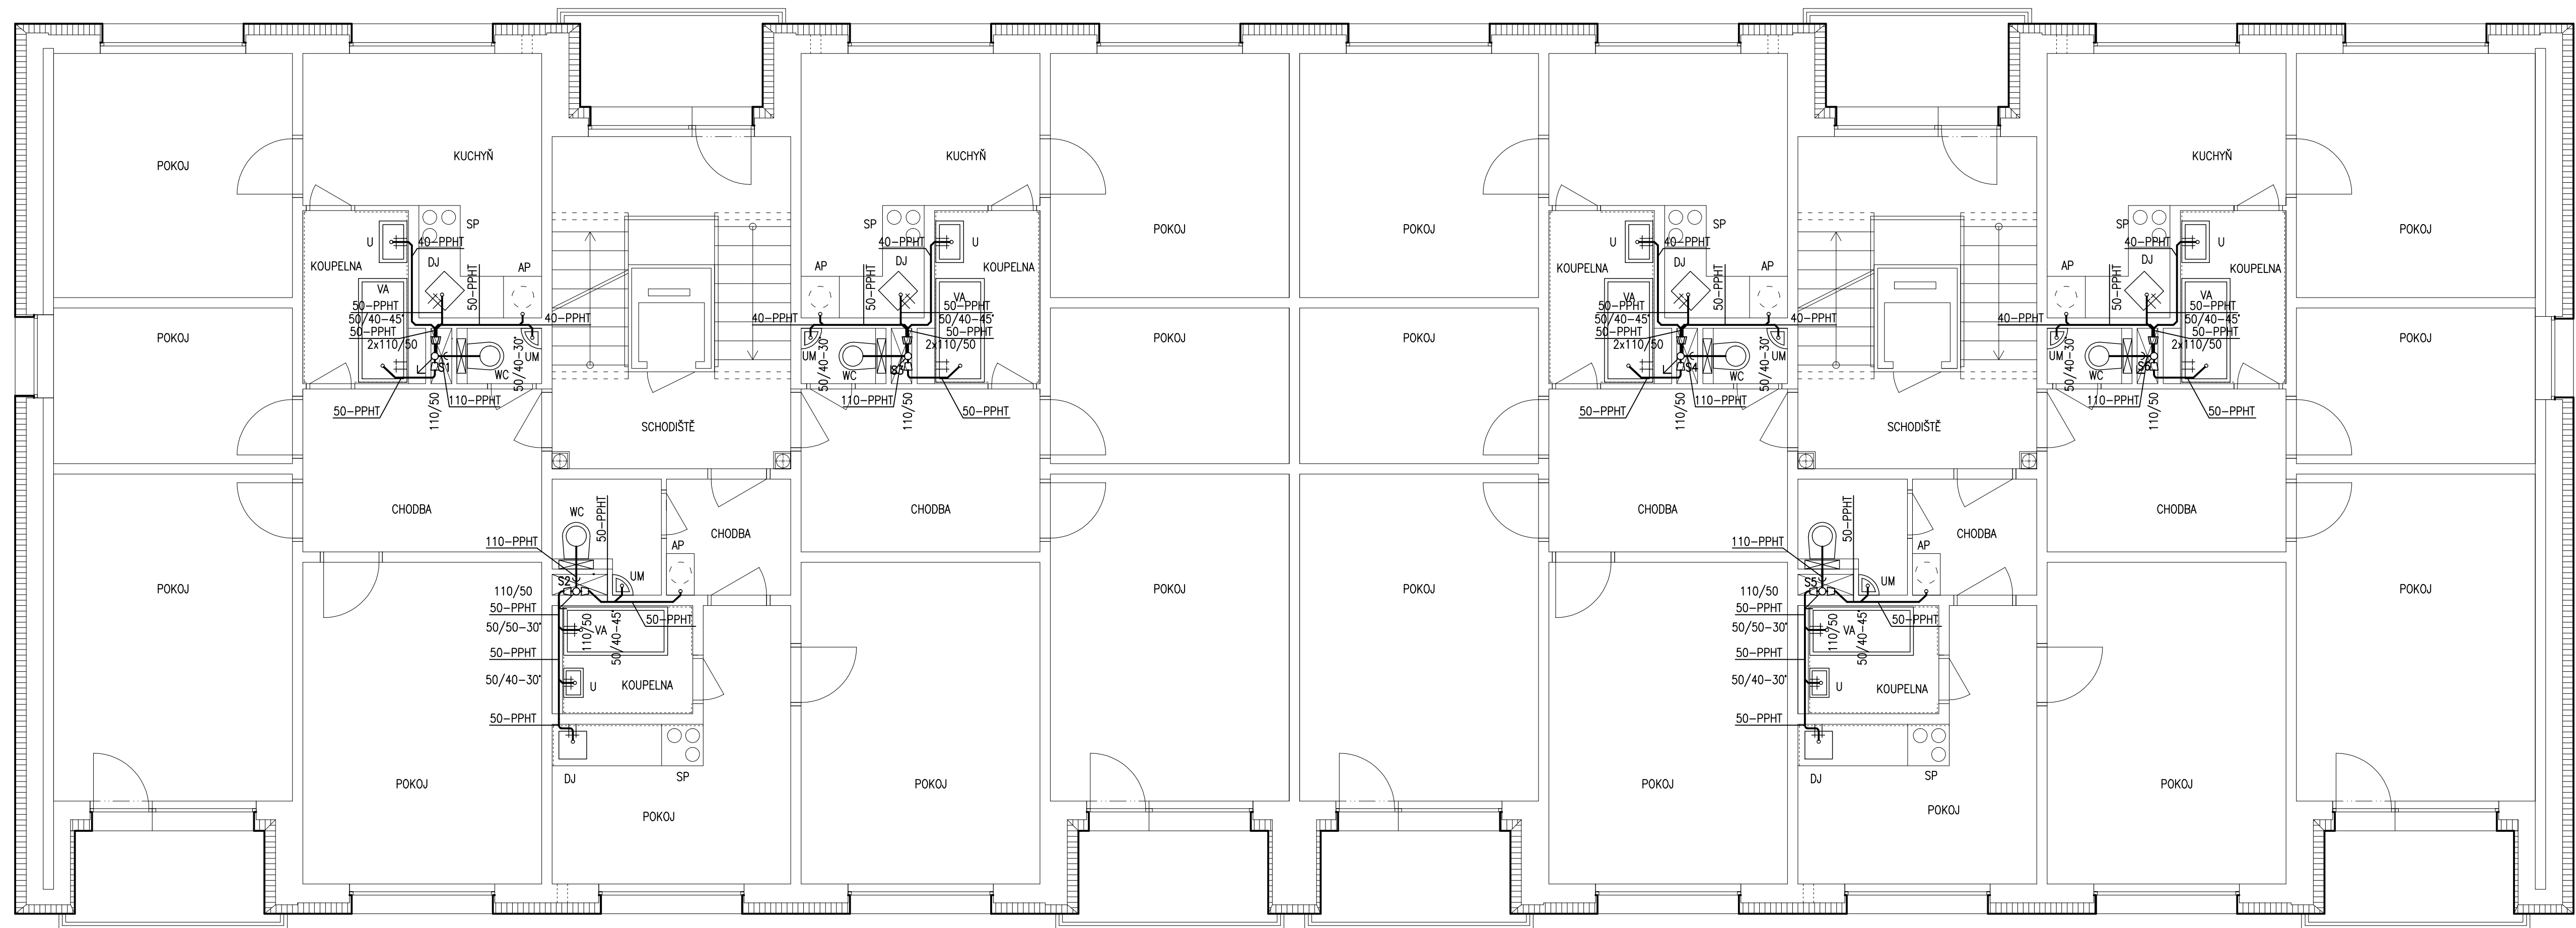 POKOJ
KUCHYŇ
KUCHYŇ
KUCHYŇ
POKOJ
POKOJ
POKOJ
SP
SP
SP
SP
U
40-PPHT
40-PPHT
U
U
40-PPHT
40-PPHT
U
KOUPELNA
DJ
AP
AP
DJ
KOUPELNA
KOUPELNA
DJ
AP
AP
DJ
KOUPELNA
VA
50-PPHT
50-PPHT
VA
VA
50-PPHT
50-PPHT
VA
50-PPHT
50-PPHT
50-PPHT
50-PPHT
50/40-45°
40-PPHT
40-PPHT
50/40-45°
50/40-45°
40-PPHT
40-PPHT
50/40-45°
50-PPHT
50-PPHT
50-PPHT
50-PPHT
POKOJ
2x110/50
UM
UM
2x110/50
POKOJ
POKOJ
2x110/50
UM
UM
2x110/50
POKOJ
S1
WC
50/40-30°
50/40-30°
WC
S3
S4
WC
50/40-30°
50/40-30°
WC
S6
50-PPHT
110/50
110-PPHT
110-PPHT
110/50
50-PPHT
50-PPHT
110/50
110-PPHT
110-PPHT
110/50
50-PPHT
SCHODIŠTĚ
SCHODIŠTĚ
CHODBA
WC
50-PPHT
CHODBA
CHODBA
CHODBA
50-PPHT
CHODBA
CHODBA
110-PPHT
AP
110-PPHT
AP
POKOJ
S2
UM
POKOJ
POKOJ
S5
UM
POKOJ
110/50
110/50
50-PPHT
50-PPHT
50-PPHT
50-PPHT
50/50-30°
110/50
VA
50/40-45°
50/50-30°
110/50
VA
50/40-45°
50-PPHT
50-PPHT
50/40-30°
U
KOUPELNA
50/40-30°
U
KOUPELNA
50-PPHT
50-PPHT
DJ
SP
DJ
SP
POKOJ
POKOJ
POKOJ
POKOJ
POKOJ
POKOJ